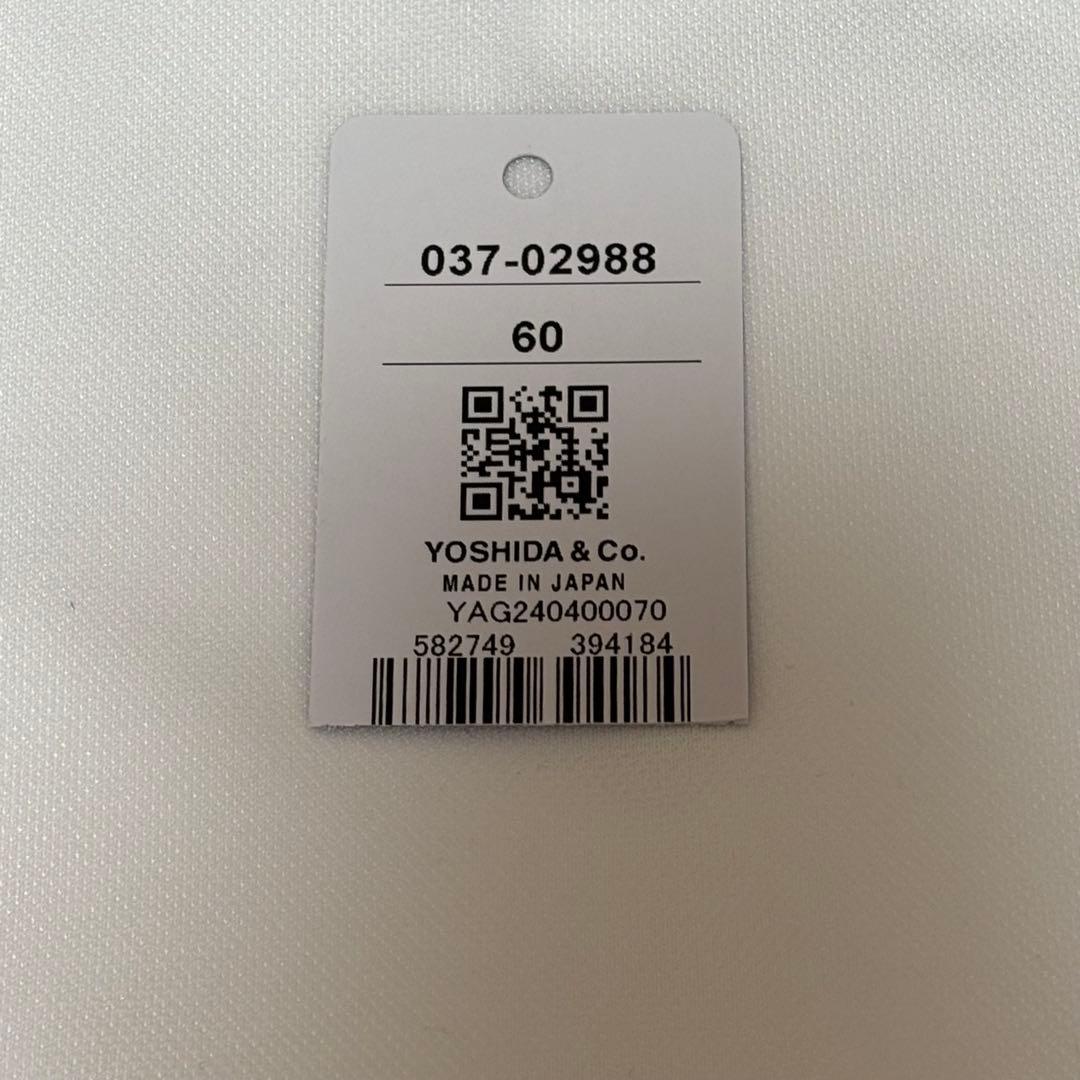 037-02988
60
YOSHIDA & Co.
MADE IN JAPAN
YAG240400070
582749 394184